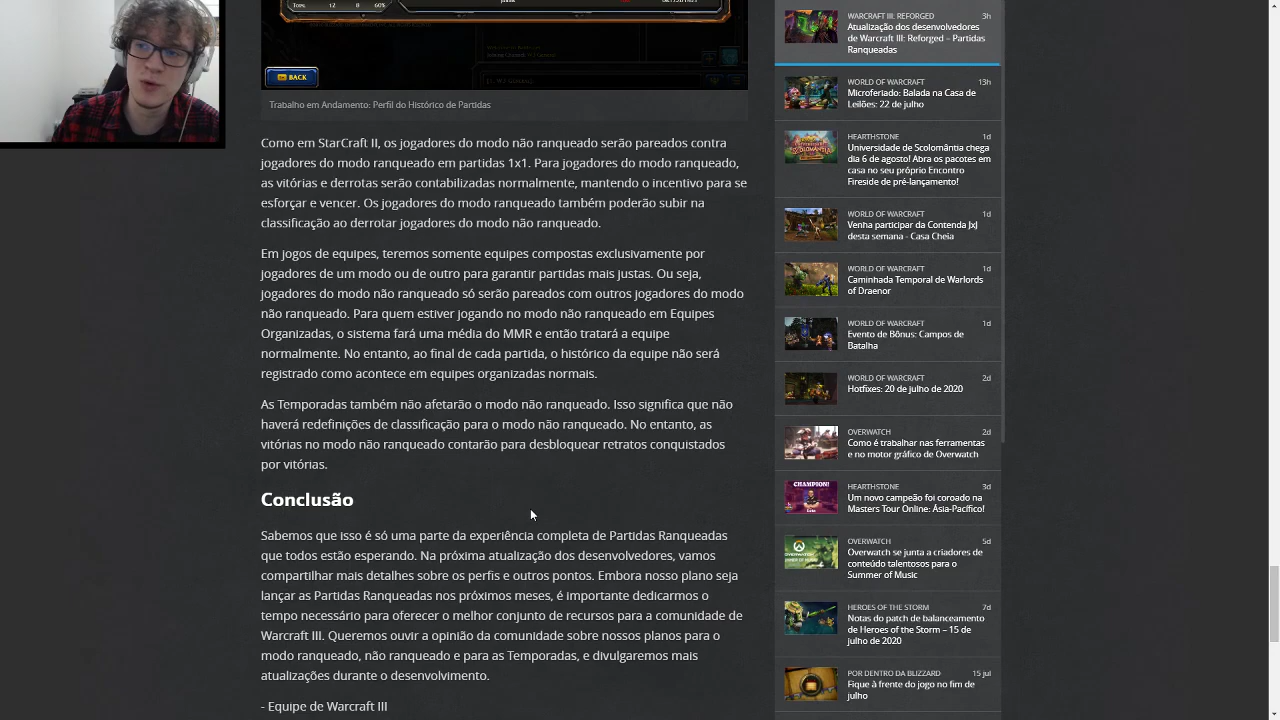 Total: 12 8 60%
BACK
Trabalho em Andamento: Perfil do Histórico de Partidas
Como em StarCraft II, os jogadores do modo não ranqueado serão pareados contra
jogadores do modo ranqueado em partidas 1x1. Para jogadores do modo ranqueado,
as vitórias e derrotas serão contabilizadas normalmente, mantendo o incentivo para se
esforçar e vencer. Os jogadores do modo ranqueado também poderão subir na
classificação ao derrotar jogadores do modo não ranqueado.
Em jogos de equipes, teremos somente equipes compostas exclusivamente por
jogadores de um modo ou de outro para garantir partidas mais justas. Ou seja,
jogadores do modo não ranqueado só serão pareados com outros jogadores do modo
não ranqueado. Para quem estiver jogando no modo não ranqueado em Equipes
Organizadas, o sistema fará uma média do MMR e então tratará a equipe
normalmente. No entanto, ao final de cada partida, o histórico da equipe não será
registrado como acontece em equipes organizadas normais.
As Temporadas também não afetarão o modo não ranqueado. Isso significa que não
haverá redefinições de classificação para o modo não ranqueado. No entanto, as
vitórias no modo não ranqueado contarão para desbloquear retratos conquistados
por vitórias.
Conclusão
Sabemos que isso é só uma parte da experiência completa de Partidas Ranqueadas
que todos estão esperando. Na próxima atualização dos desenvolvedores, vamos
compartilhar mais detalhes sobre os perfis e outros pontos. Embora nosso plano seja
lançar as Partidas Ranqueadas nos próximos meses, é importante dedicarmos o
tempo necessário para oferecer o melhor conjunto de recursos para a comunidade de
Warcraft III. Queremos ouvir a opinião da comunidade sobre nossos planos para o
modo ranqueado, não ranqueado e para as Temporadas, e divulgaremos mais
atualizações durante o desenvolvimento.
- Equipe de Warcraft III
WARCRAFT III: REFORGED 3h
Atualização dos desenvolvedores
de Warcraft III: Reforged – Partidas
Ranqueadas
WORLD OF WARCRAFT 13h
Microferiado: Balada na Casa de
Leilões: 22 de julho
HEARTHSTONE 1d
Universidade de Scolomântia chega
dia 6 de agosto! Abra os pacotes em
casa no seu próprio Encontro
Fireside de pré-lançamento!
WORLD OF WARCRAFT 1d
Venha participar da Contenda JxJ
desta semana - Casa Cheia
WORLD OF WARCRAFT 1d
Caminhada Temporal de Warlords
of Draenor
WORLD OF WARCRAFT 1d
Evento de Bônus: Campos de
Batalha
WORLD OF WARCRAFT 2d
Hotfixes: 20 de julho de 2020
OVERWATCH 2d
Como é trabalhar nas ferramentas
e no motor gráfico de Overwatch
HEARTHSTONE 3d
CHAMPION!
Um novo campeão foi coroado na
Masters Tour Online: Ásia-Pacífico!
OVERWATCH 5d
Overwatch se junta a criadores de
conteúdo talentosos para o
Summer of Music
HEROES OF THE STORM 7d
Notas do patch de balanceamento
de Heroes of the Storm – 15 de
julho de 2020
POR DENTRO DA BLIZZARD 15 jul
Fique à frente do jogo no fim de
julho